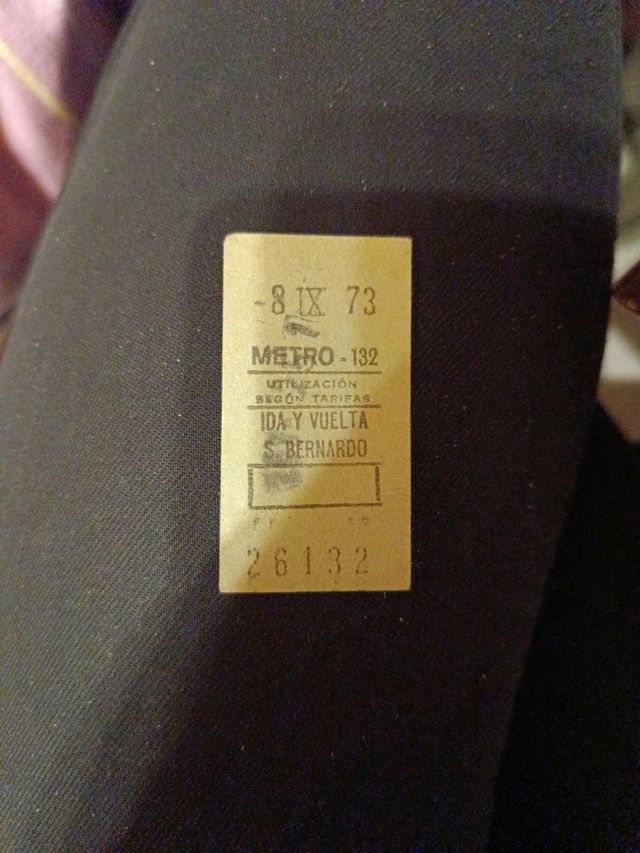 -8 IX 73
METRO - 132
UTILIZACIÓN
SEGÚN TARIFAS
IDA Y VUELTA
S. BERNARDO
26132